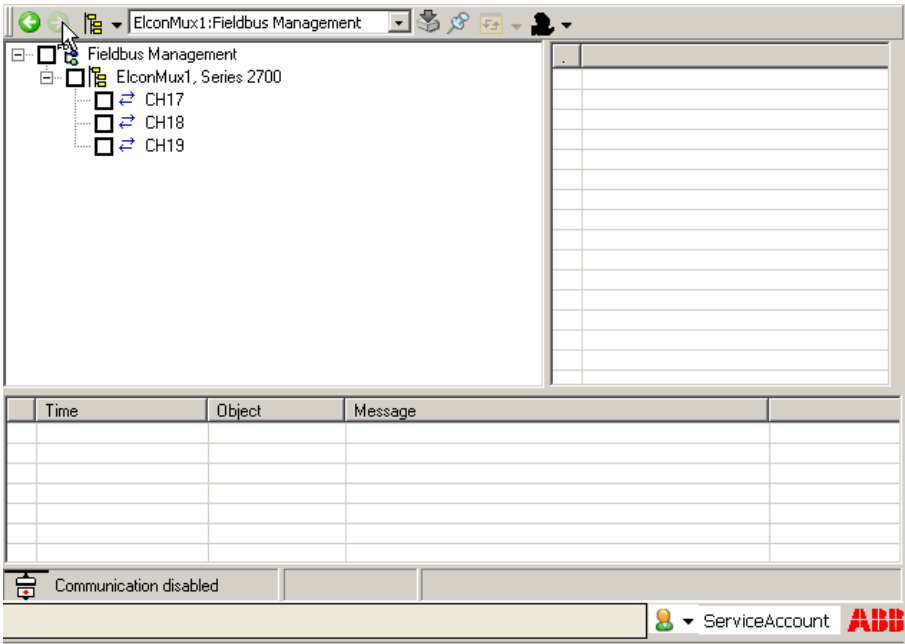 ElconMux1:Fieldbus Management
Fieldbus Management
ElconMux1, Series 2700
CH17
CH18
CH19
Time Object Message
Communication disabled
ServiceAccount ABB